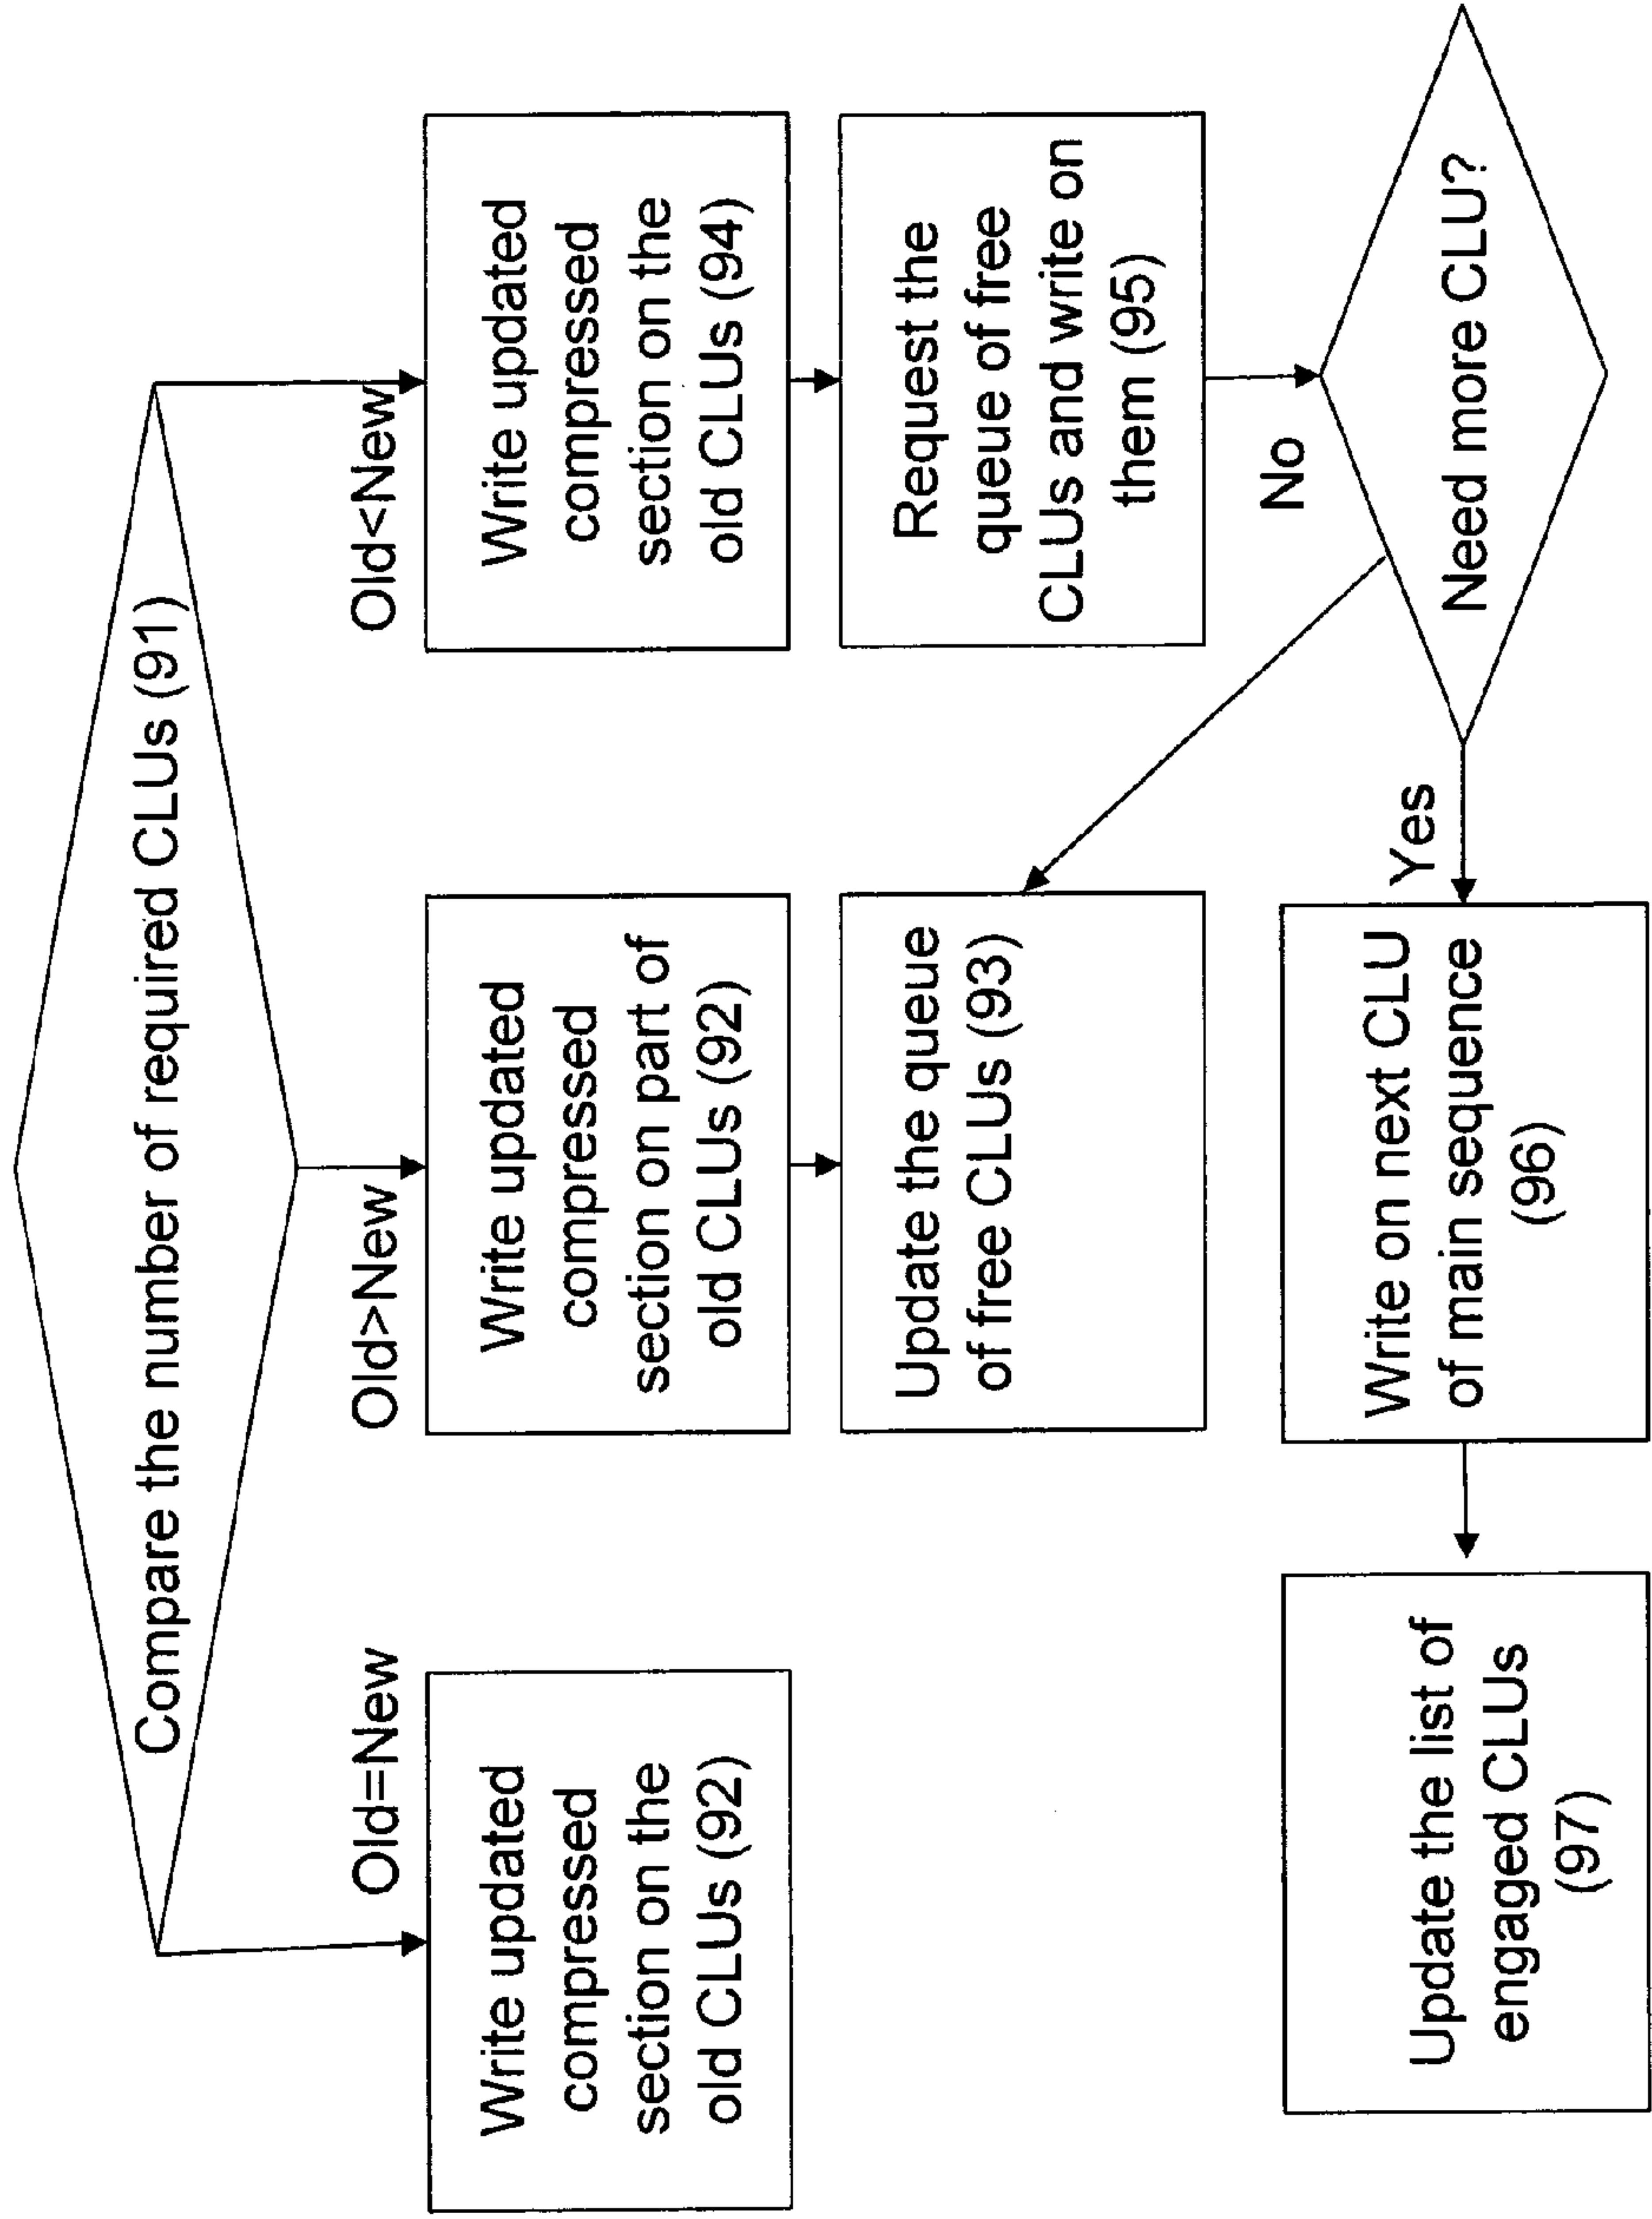 Compare the number of required CLUs (91)
Old=New
Old>New
Old<New
Write updated
compressed
section on the
old CLUs (92)
Write updated
compressed
section on part of
old CLUs (92)
Write updated
compressed
section on the
old CLUs (94)
Update the queue
of free CLUs (93)
Request the
queue of free
CLUs and write on
them (95)
No
Need more CLU?
Yes
Write on next CLU
of main sequence
(96)
Update the list of
engaged CLUs
(97)